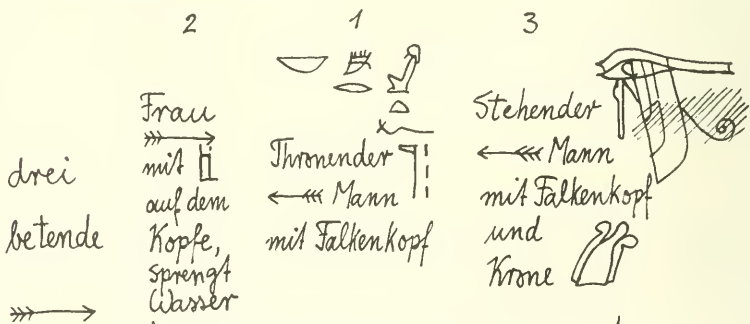 2 1 3
drei
betende
Frau
mit
auf dem
Kopfe,
sprengt
Wasser
Thronender
Mann
mit Falkenkopf
Stehender
Mann
mit Falkenkopf
und
Krone